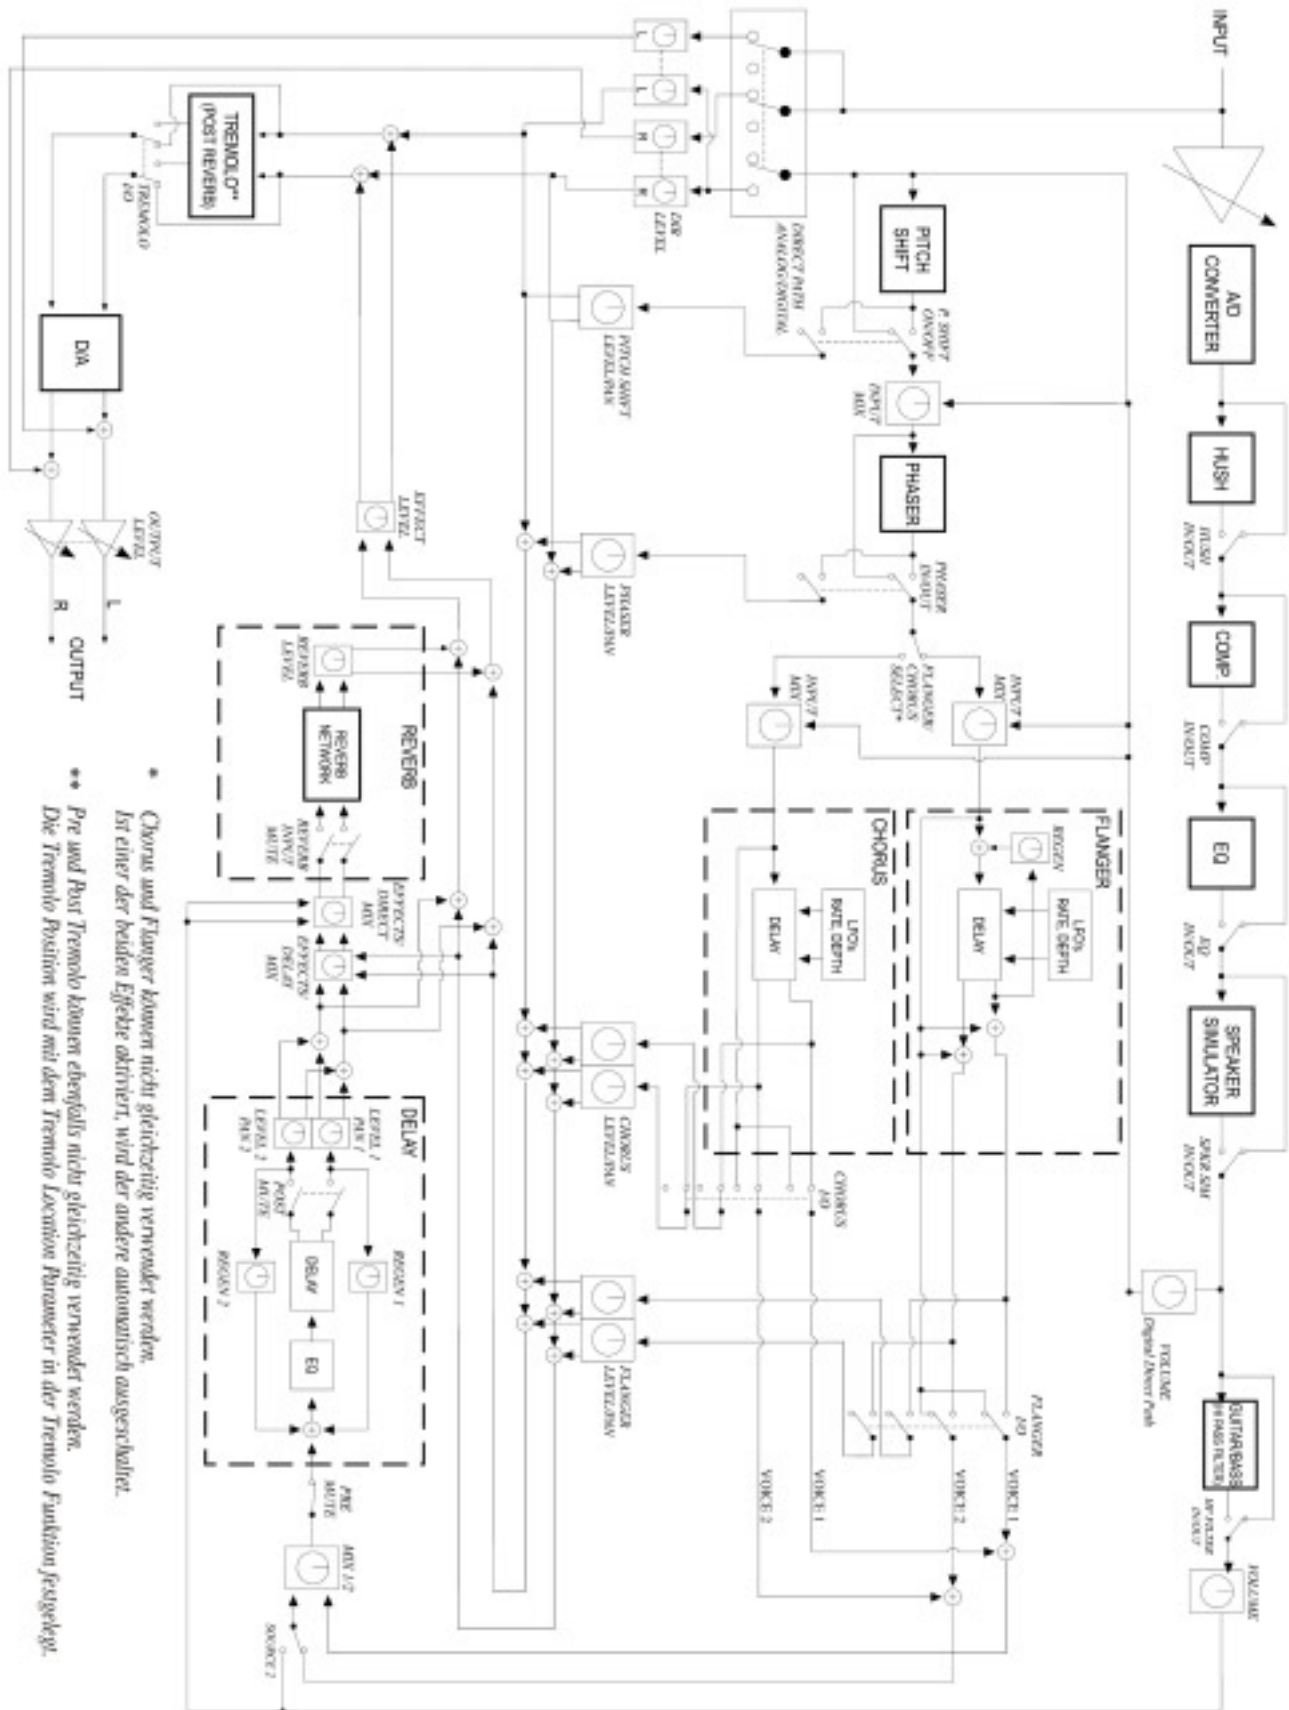 INPUT
A/D
CONVERTER
HUSH
HUSH
IN/OUT
COMP.
COMP
IN/OUT
EQ
EQ
IN/OUT
SPEAKER
SIMULATOR
SPKR SIM
IN/OUT
VOLUME
Digital Direct Path
GUITAR/BASS
HI PASS FILTER
HP FILTER
IN/OUT
VOLUME
PITCH
SHIFT
P. SHIFT
ON/OFF
INPUT
MIX
PHASER
PHASER
IN/OUT
FLANGER/
CHORUS
SELECT*
INPUT
MIX
INPUT
MIX
FLANGER
REGEN
LFO's
RATE, DEPTH
DELAY
CHORUS
LFO's
RATE, DEPTH
DELAY
CHORUS
I/O
FLANGER
I/O
VOICE 1
VOICE 2
VOICE 1
VOICE 2
DIRECT PATH
ANALOG/DIGITAL
L
L
R
R
DIR
LEVEL
PITCH SHIFT
LEVEL/PAN
PHASER
LEVEL/PAN
CHORUS
LEVEL/PAN
FLANGER
LEVEL/PAN
EFFECT
LEVEL
TREMOLO**
(POST REVERB)
TREMOLO
I/O
D/A
OUTPUT
LEVEL
L
R
OUTPUT
REVERB
REVERB
LEVEL
REVERB
NETWORK
REVERB
INPUT
MUTE
EFFECTS/
DIRECT
MIX
EFFECTS/
DELAY
MIX
DELAY
LEVEL 1
PAN 1
LEVEL 2
PAN 2
POST
MUTE
REGEN 1
REGEN 2
DELAY
EQ
PRE
MUTE
MIX 1/2
SOURCE 2
* Chorus und Flanger können nicht gleichzeitig verwendet werden.
Ist einer der beiden Effekte aktiviert, wird der andere automatisch ausgeschaltet.
** Pre und Post Tremolo können ebenfalls nicht gleichzeitig verwendet werden.
Die Tremolo Position wird mit dem Tremolo Location Parameter in der Tremolo Funktion festgelegt.